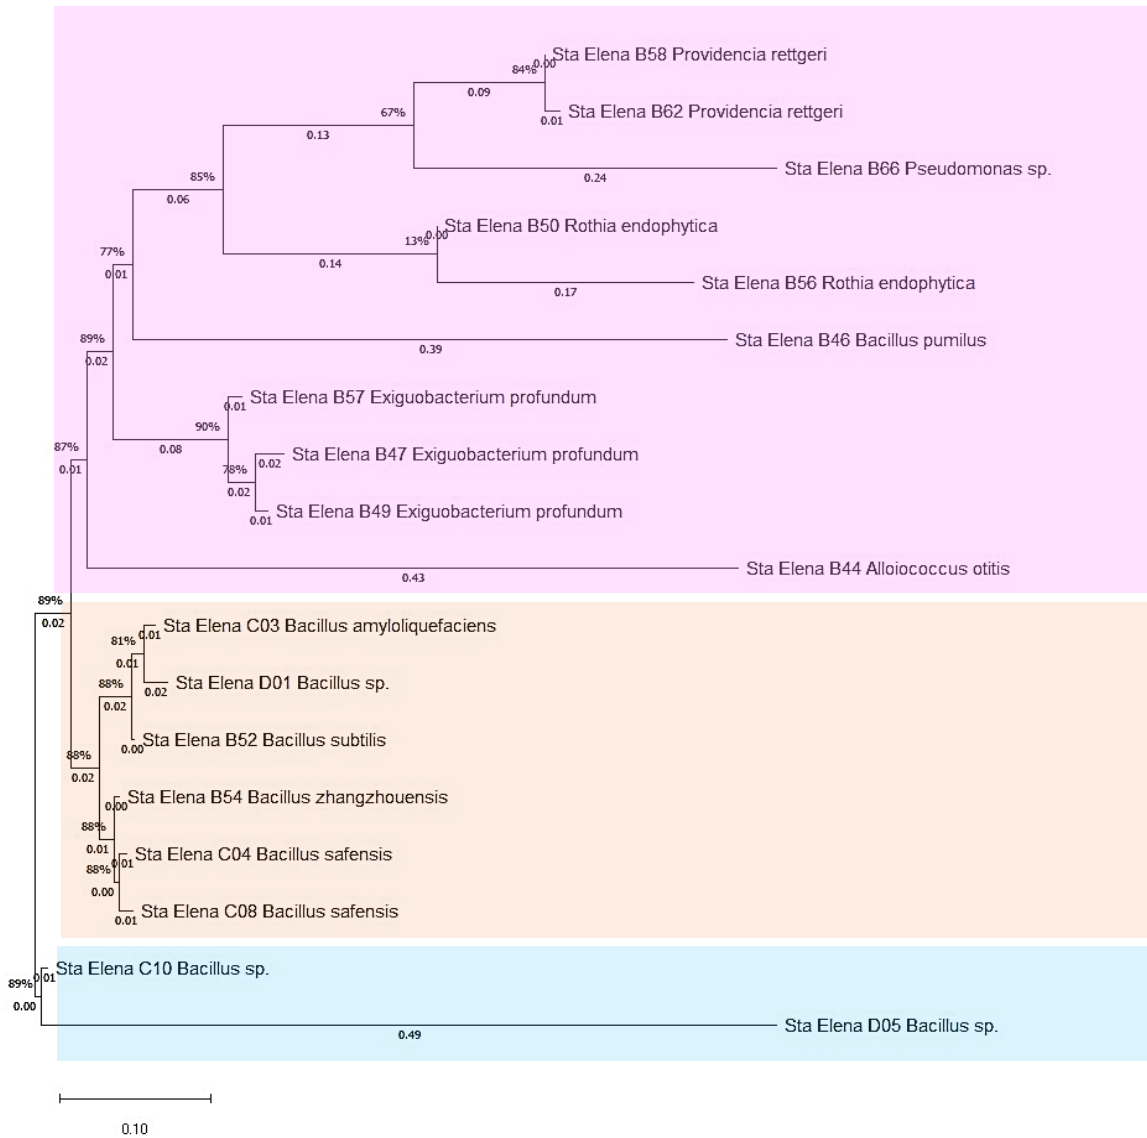 Sta Elena B58 Providencia rettgeri
0.00
84%
0.09
67%
Sta Elena B62 Providencia rettgeri
0.01
0.13
Sta Elena B66 Pseudomonas sp.
85%
0.24
0.06
Sta Elena B50 Rothia endophytica
0.00
13%
77%
0.14
0.01
Sta Elena B56 Rothia endophytica
0.17
89%
Sta Elena B46 Bacillus pumilus
0.39
0.02
Sta Elena B57 Exiguobacterium profundum
0.01
90%
87%
0.08
Sta Elena B47 Exiguobacterium profundum
0.02
78%
0.01
0.02
Sta Elena B49 Exiguobacterium profundum
0.01
Sta Elena B44 Alloiococcus otitis
0.43
89%
0.02
Sta Elena C03 Bacillus amyloliquefaciens
0.01
81%
0.01
Sta Elena D01 Bacillus sp.
88%
0.02
0.02
Sta Elena B52 Bacillus subtilis
0.00
88%
0.02
Sta Elena B54 Bacillus zhangzhouensis
0.00
88%
0.01
Sta Elena C04 Bacillus safensis
0.01
88%
0.00
Sta Elena C08 Bacillus safensis
0.01
Sta Elena C10 Bacillus sp.
0.01
89%
0.00
Sta Elena D05 Bacillus sp.
0.49
0.10